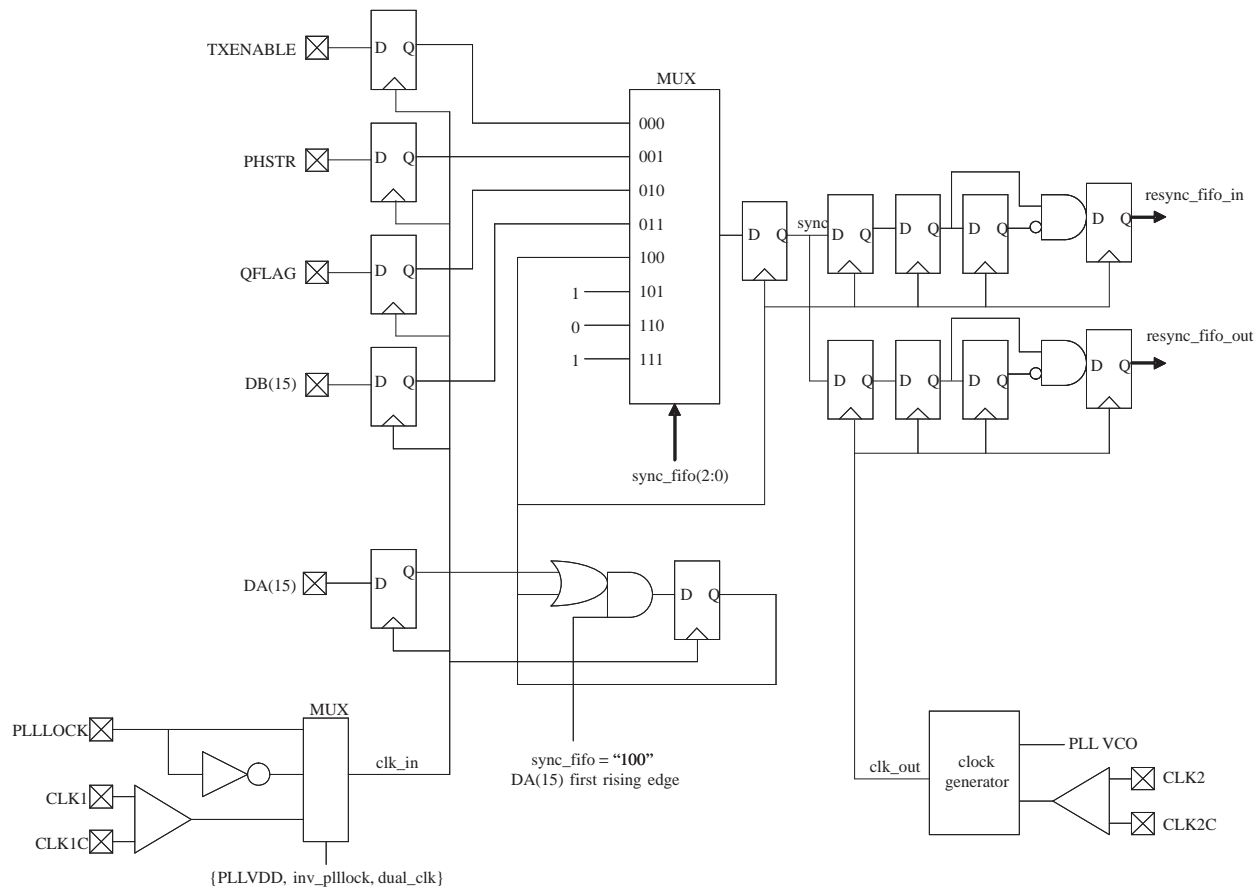 TXENABLE
D Q
MUX
000
PHSTR
D Q
001
010
resync_fifo_in
011
D Q
sync
D Q
D Q
D Q
D Q
QFLAG
D Q
100
1
101
0
110
resync_fifo_out
1
111
D Q
D Q
D Q
D Q
DB(15)
D Q
sync_fifo(2:0)
DA(15)
D Q
D Q
MUX
PLLLOCK
clk_in
sync_fifo = “100”
DA(15) first rising edge
clk_out
clock
generator
PLL VCO
CLK2
CLK1
CLK2C
CLK1C
{PLLVDD, inv_plllock, dual_clk}